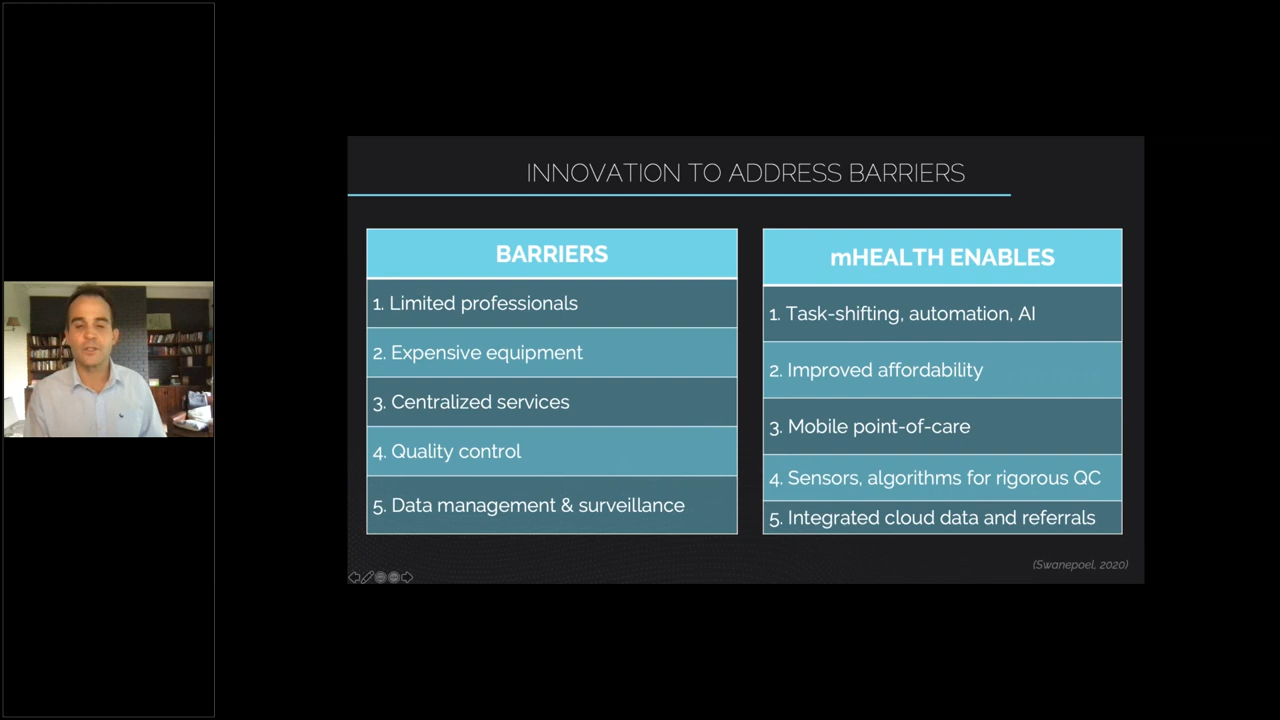 INNOVATION TO ADDRESS BARRIERS
BARRIERS
1. Limited professionals
2. Expensive equipment
3. Centralized services
4. Quality control
5. Data management & surveillance
mHEALTH ENABLES
1. Task-shifting, automation, AI
2. Improved affordability
3. Mobile point-of-care
4. Sensors, algorithms for rigorous QC
5. Integrated cloud data and referrals
(Swanepoel, 2020)